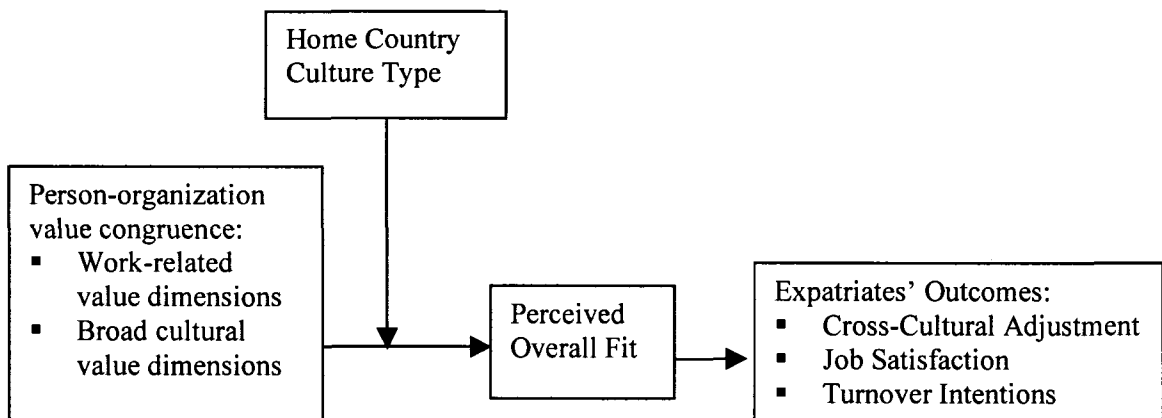 Home Country
Culture Type
Person-organization
value congruence:
▪ Work-related
value dimensions
▪ Broad cultural
value dimensions
Perceived
Overall Fit
Expatriates' Outcomes:
▪ Cross-Cultural Adjustment
▪ Job Satisfaction
▪ Turnover Intentions